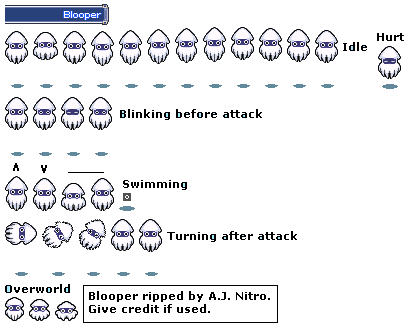 Blooper
Idle
Hurt
Blinking before attack
Swimming
Turning after attack
Overworld
Blooper ripped by A.J. Nitro.
Give credit if used.